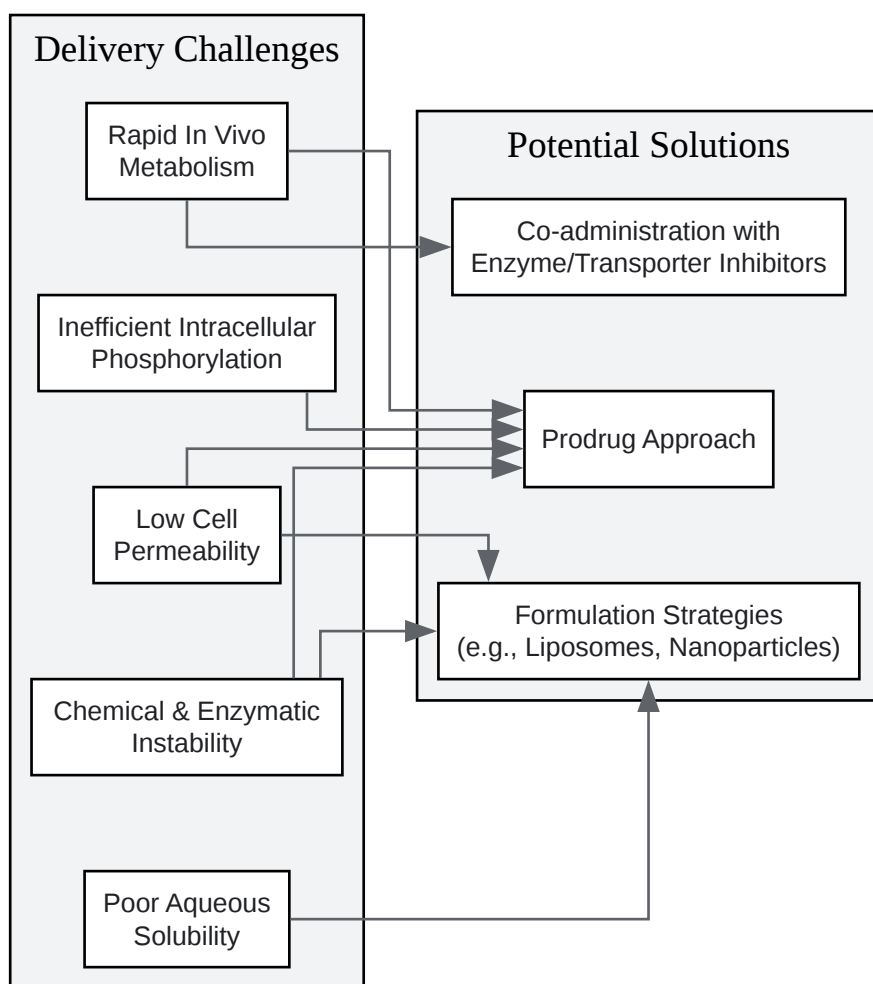 Delivery Challenges
Rapid In Vivo
Metabolism
Inefficient Intracellular
Phosphorylation
Low Cell
Permeability
Chemical & Enzymatic
Instability
Poor Aqueous
Solubility
Potential Solutions
Co-administration with
Enzyme/Transporter Inhibitors
Prodrug Approach
Formulation Strategies
(e.g., Liposomes, Nanoparticles)